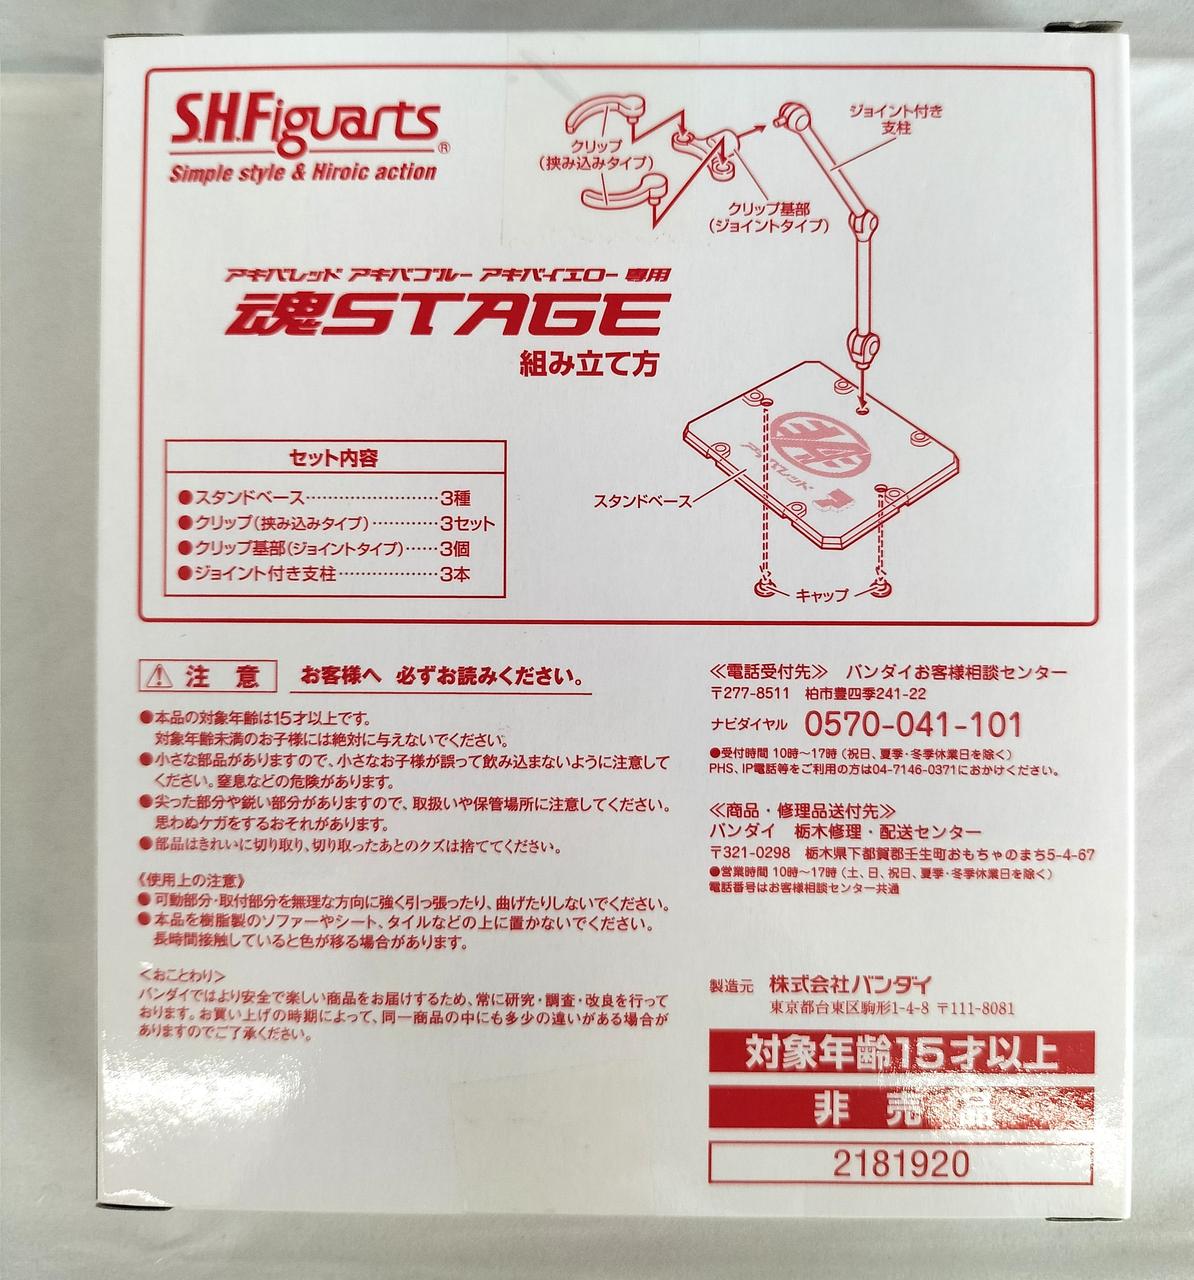 S.H.Figuarts®
Simple style & Hiroic action
クリップ
(挟み込みタイプ)
ジョイント付き
支柱
クリップ基部
(ジョイントタイプ)
アキバレッド アキバブルー アキバイエロー 専用
魂STAGE
組み立て方
セット内容
●スタンドベース……………………3種
●クリップ(挟み込みタイプ)…………3セット
●クリップ基部(ジョイントタイプ)……3個
●ジョイント付き支柱………………3本
アキバレッド
スタンドベース
キャップ
注 意
お客様へ 必ずお読みください。
●本品の対象年齢は15才以上です。
対象年齢未満のお子様には絶対に与えないでください。
●小さな部品がありますので、小さなお子様が誤って飲み込まないように注意して
ください。窒息などの危険があります。
●尖った部分や鋭い部分がありますので、取扱いや保管場所に注意してください。
思わぬケガをするおそれがあります。
●部品はきれいに切り取り、切り取ったあとのクズは捨ててください。
《使用上の注意》
●可動部分・取付部分を無理な方向に強く引っ張ったり、曲げたりしないでください。
●本品を樹脂製のソファーやシート、タイルなどの上に置かないでください。
長時間接触していると色が移る場合があります。
<おことわり>
バンダイではより安全で楽しい商品をお届けするため、常に研究・調査・改良を行って
おります。お買い上げの時期によって、同一商品の中にも多少の違いがある場合が
ありますのでご了承ください。
≪電話受付先≫ バンダイお客様相談センター
〒277-8511 柏市豊四季241-22
ナビダイヤル 0570-041-101
●受付時間 10時〜17時(祝日、夏季・冬季休業日を除く)
PHS、IP電話等をご利用の方は04-7146-0371におかけください。
≪商品・修理品送付先≫
バンダイ 栃木修理・配送センター
〒321-0298 栃木県下都賀郡壬生町おもちゃのまち5-4-67
●営業時間 10時〜17時(土、日、祝日、夏季・冬季休業日を除く)
電話番号はお客様相談センター共通
製造元 株式会社バンダイ
東京都台東区駒形1-4-8 〒111-8081
対象年齢15才以上
非 売 品
2181920